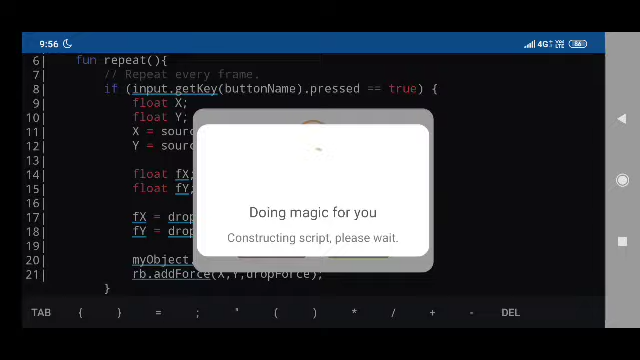 9:56
4G+
56
6| fun repeat(){
7| // Repeat every frame.
8| if (input.getKey(buttonName).pressed == true) {
9| float X;
10| float Y;
11| X = sourc
12| Y = sourc
13|
14| float fX;
15| float fY;
16|
17| fX = drop
18| fY = drop
19|
20| myObject.
21| rb.addForce(X,Y,dropForce);
}
Doing magic for you
Constructing script, please wait.
TAB { } = ; " ( ) * / + - DEL